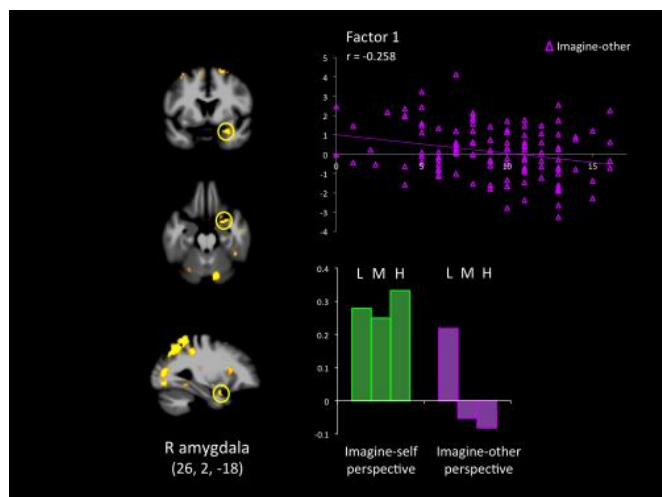 Factor 1
r = -0.258
Imagine-other
5
4
3
2
1
0
-1
-2
-3
-4
0
5
10
15
0.4
0.3
0.2
0.1
0
-0.1
L M H
L M H
Imagine-self
perspective
Imagine-other
perspective
R amygdala
(26, 2, -18)